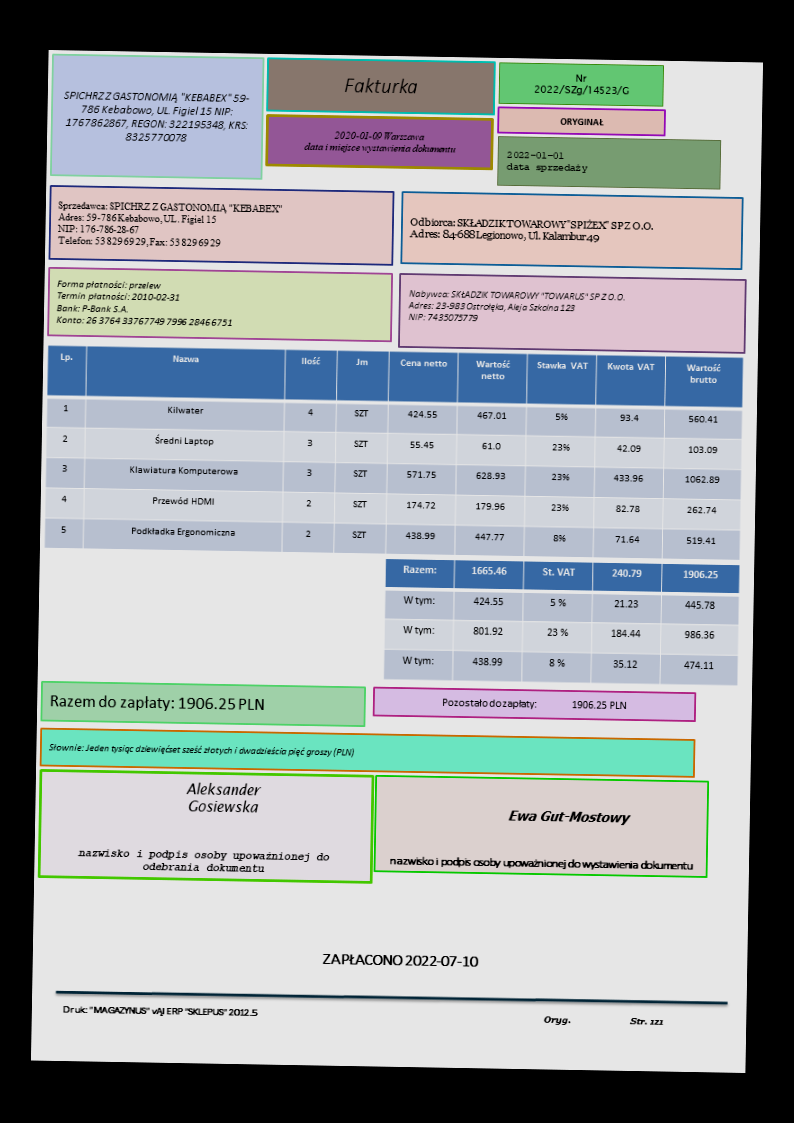 SPICHRZ Z GASTONOMIĄ "KEBABEX" 59-
786 Kebabowo, UL. Figiel 15 NIP:
1767862867, REGON: 322195348, KRS:
8325770078
Fakturka
2020-01-09 Warszawa
data i miejsce wystawienia dokumentu
Nr
2022/SZg/14523/G
ORYGINAŁ
2022-01-01
data sprzedaży
Sprzedawca: SPICHRZ Z GASTONOMIĄ "KEBABEX"
Adres: 59-786 Kebabowo, UL. Figiel 15
NIP: 176-786-28-67
Telefon: 538296929, Fax: 538296929
Odbiorca: SKŁADZIK TOWAROWY "SPIŻEX" SP Z O.O.
Adres: 84-688 Legionowo, Ul. Kalambur 49
Forma płatności: przelew
Termin płatności: 2010-02-31
Bank: P-Bank S.A.
Konto: 26 3764 33767749 7996 2846 6751
Nabywca: SKŁADZIK TOWAROWY "TOWARUS" SP Z O.O.
Adres: 23-983 Ostrołęka, Aleja Szkolna 123
NIP: 7435075779
Lp. Nazwa Ilość Jm Cena netto Wartość netto Stawka VAT Kwota VAT Wartość brutto
1 Kilwater 4 SZT 424.55 467.01 5% 93.4 560.41
2 Średni Laptop 3 SZT 55.45 61.0 23% 42.09 103.09
3 Klawiatura Komputerowa 3 SZT 571.75 628.93 23% 433.96 1062.89
4 Przewód HDMI 2 SZT 174.72 179.96 23% 82.78 262.74
5 Podkładka Ergonomiczna 2 SZT 438.99 447.77 8% 71.64 519.41
Razem: 1665.46 St. VAT 240.79 1906.25
W tym: 424.55 5 % 21.23 445.78
W tym: 801.92 23 % 184.44 986.36
W tym: 438.99 8 % 35.12 474.11
Razem do zapłaty: 1906.25 PLN
Pozostało do zapłaty: 1906.25 PLN
Słownie: Jeden tysiąc dziewięćset sześć złotych i dwadzieścia pięć groszy (PLN)
Aleksander
Gosiewska
nazwisko i podpis osoby upoważnionej do
odebrania dokumentu
Ewa Gut-Mostowy
nazwisko i podpis osoby upoważnionej do wystawienia dokumentu
ZAPŁACONO 2022-07-10
Druk: "MAGAZYNUS" vAJ ERP "SKLEPUS" 2012.5
Oryg. Str. 1z1